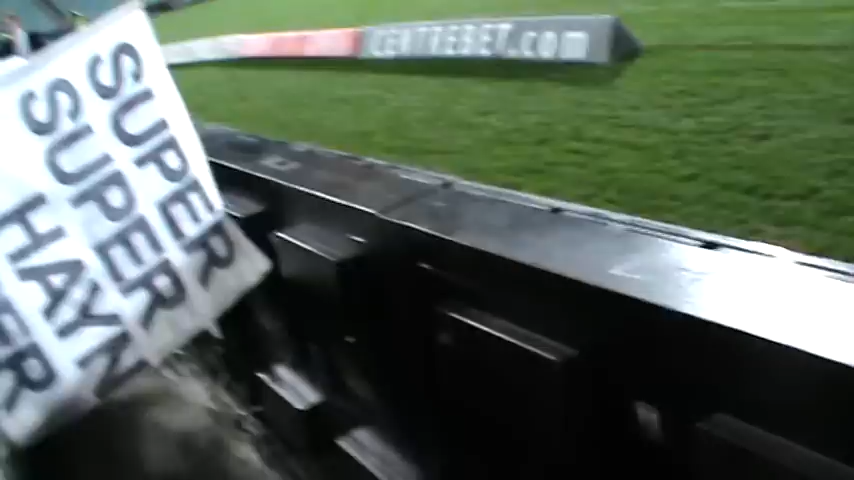 CENTREBET.com
SUPER
SUPER
HAYN
ER